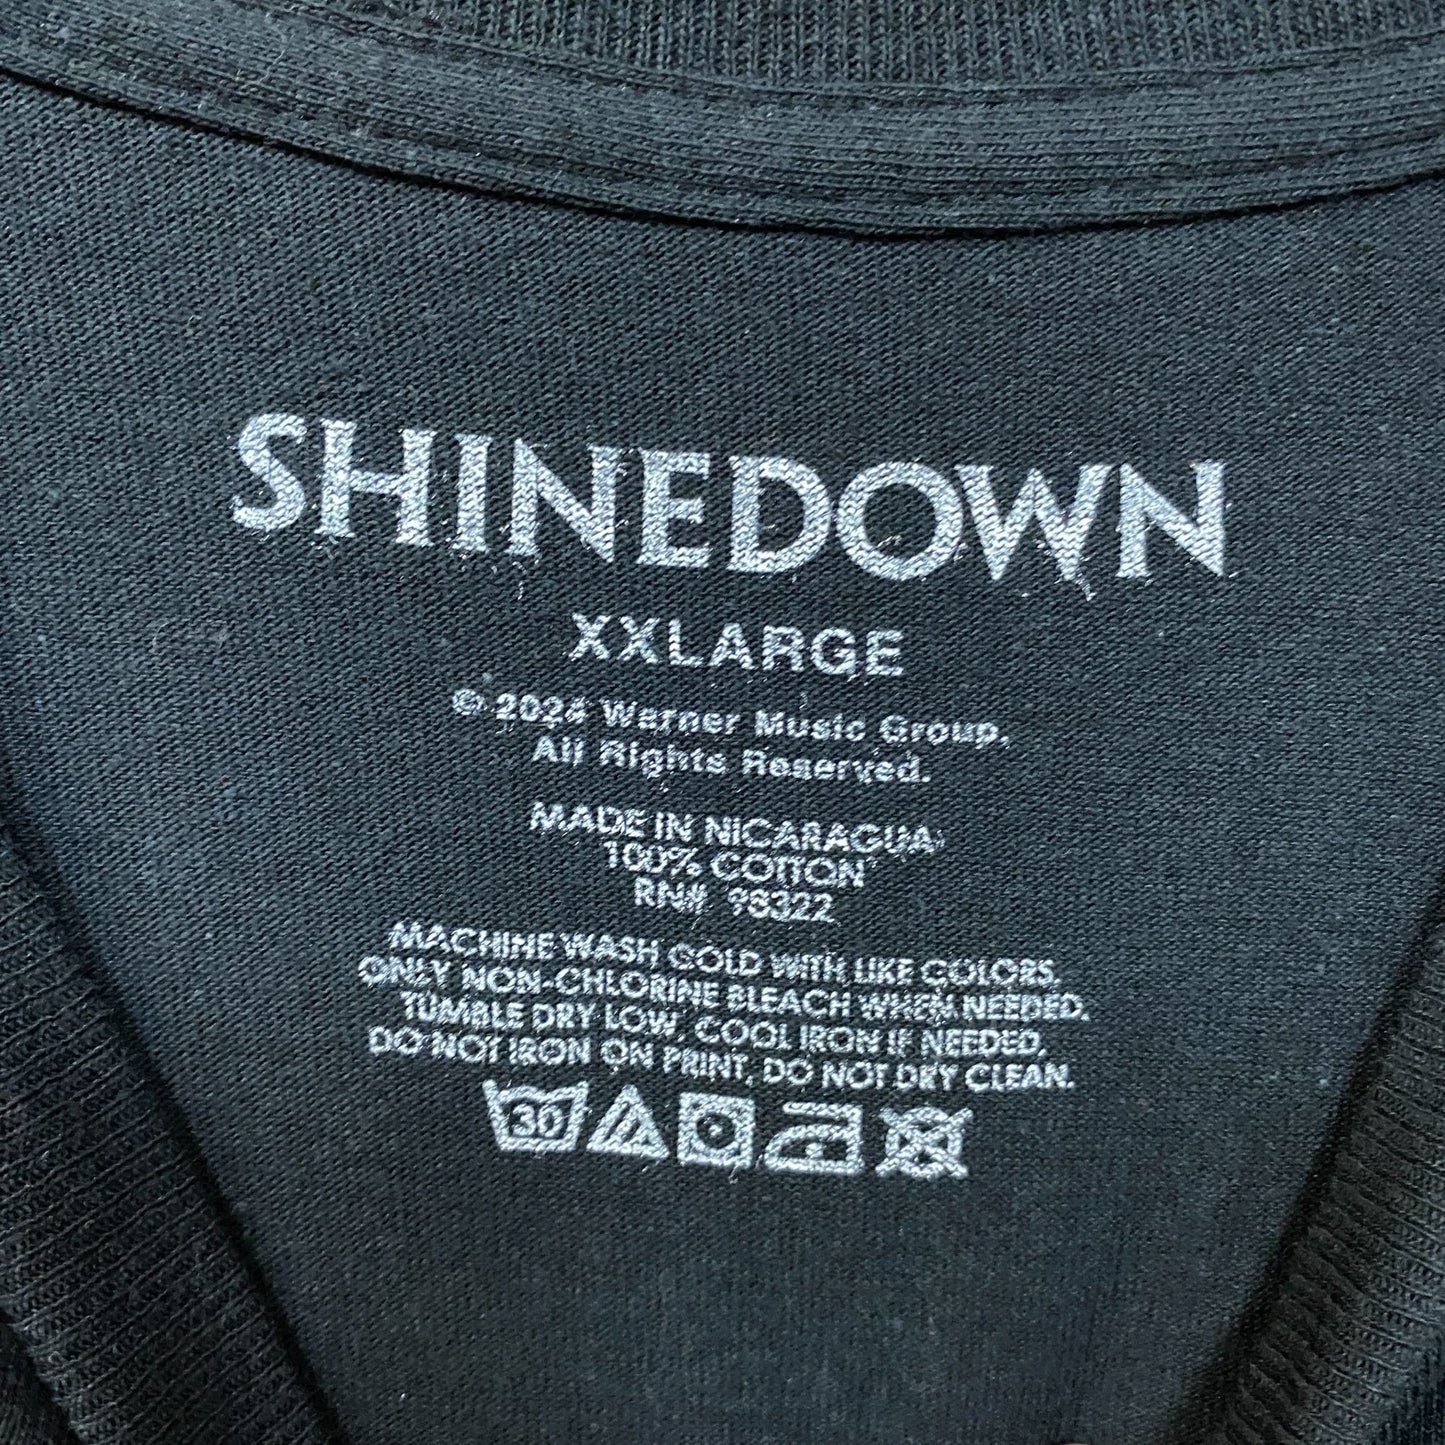 SHINEDOWN
XXLARGE
© 2024 Warner Music Group.
All Rights Reserved.
MADE IN NICARAGUA
100% COTTON
RN# 98322
MACHINE WASH COLD WITH LIKE COLORS.
ONLY NON-CHLORINE BLEACH WHEN NEEDED.
TUMBLE DRY LOW. COOL IRON IF NEEDED.
DO NOT IRON ON PRINT. DO NOT DRY CLEAN.
30